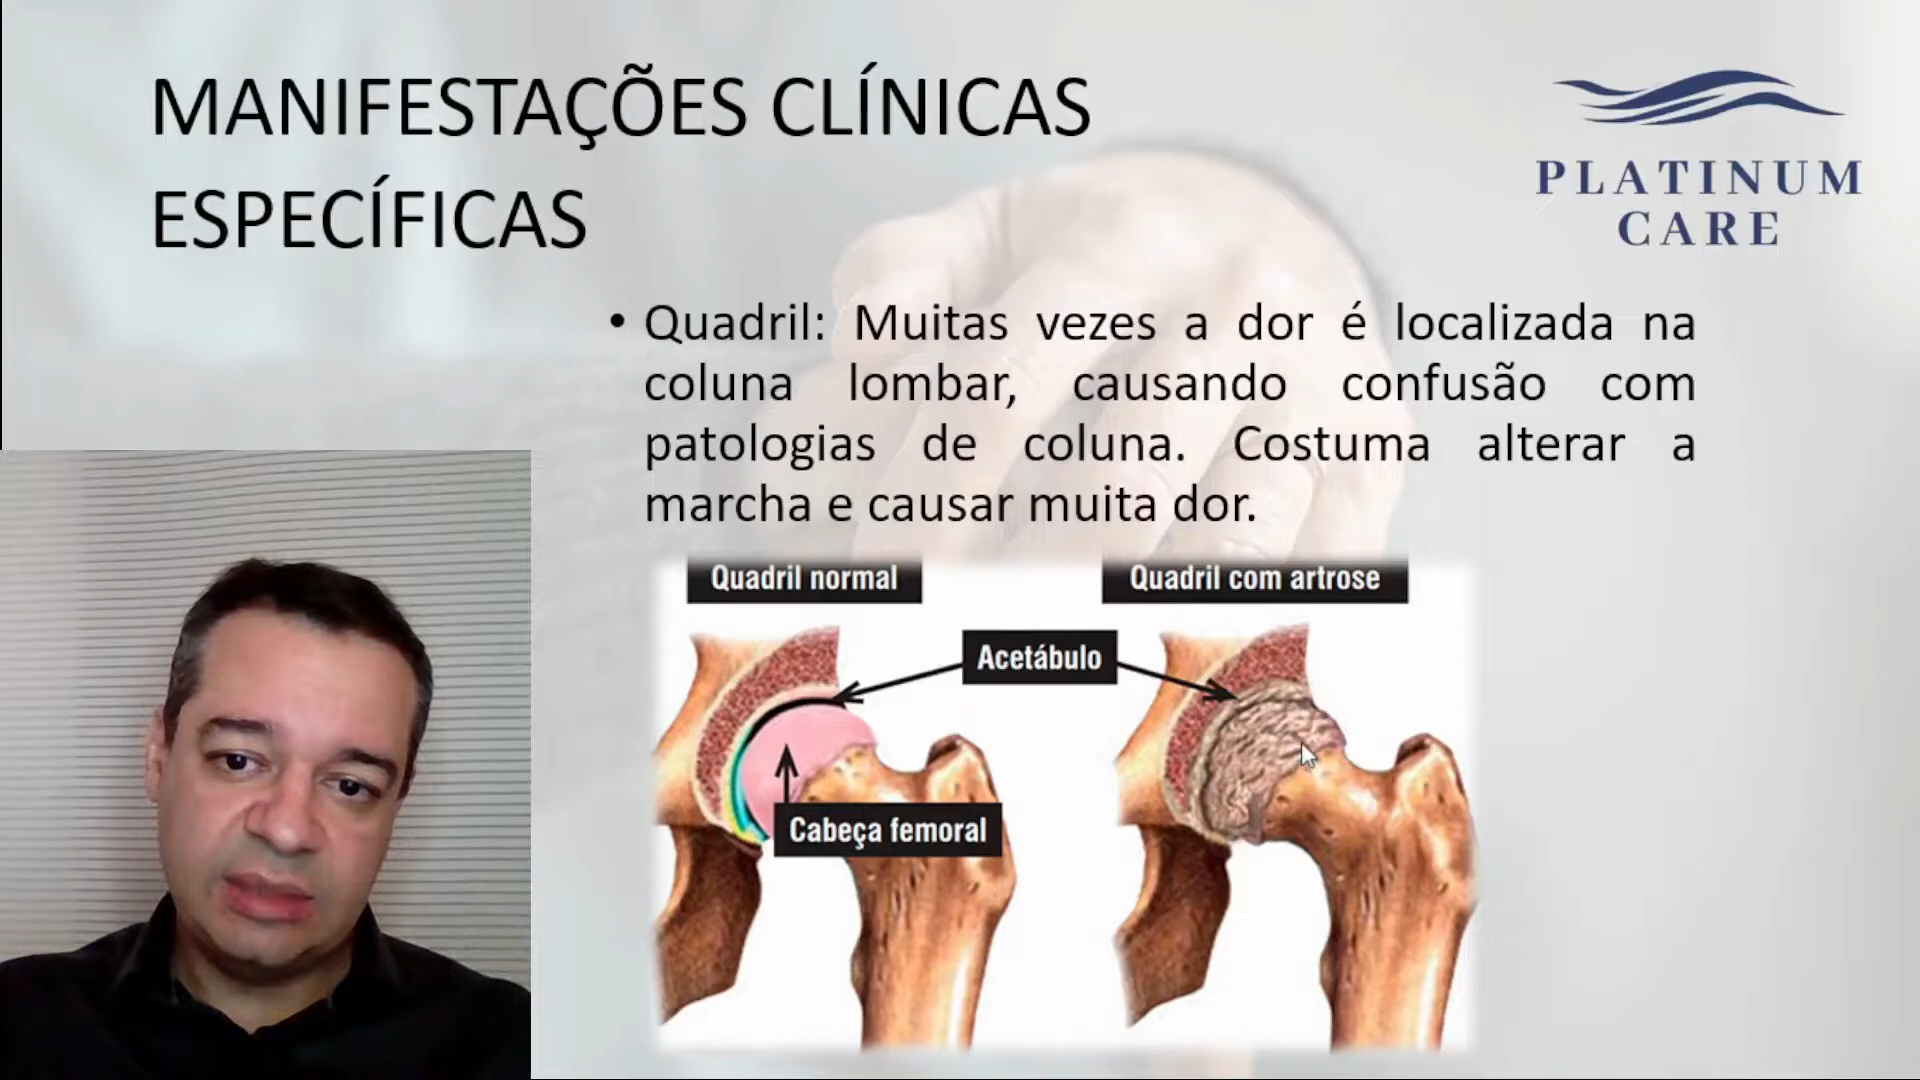 MANIFESTAÇÕES CLÍNICAS
ESPECÍFICAS
PLATINUM
CARE
• Quadril: Muitas vezes a dor é localizada na
coluna lombar, causando confusão com
patologias de coluna. Costuma alterar a
marcha e causar muita dor.
Quadril normal
Quadril com artrose
Acetábulo
Cabeça femoral